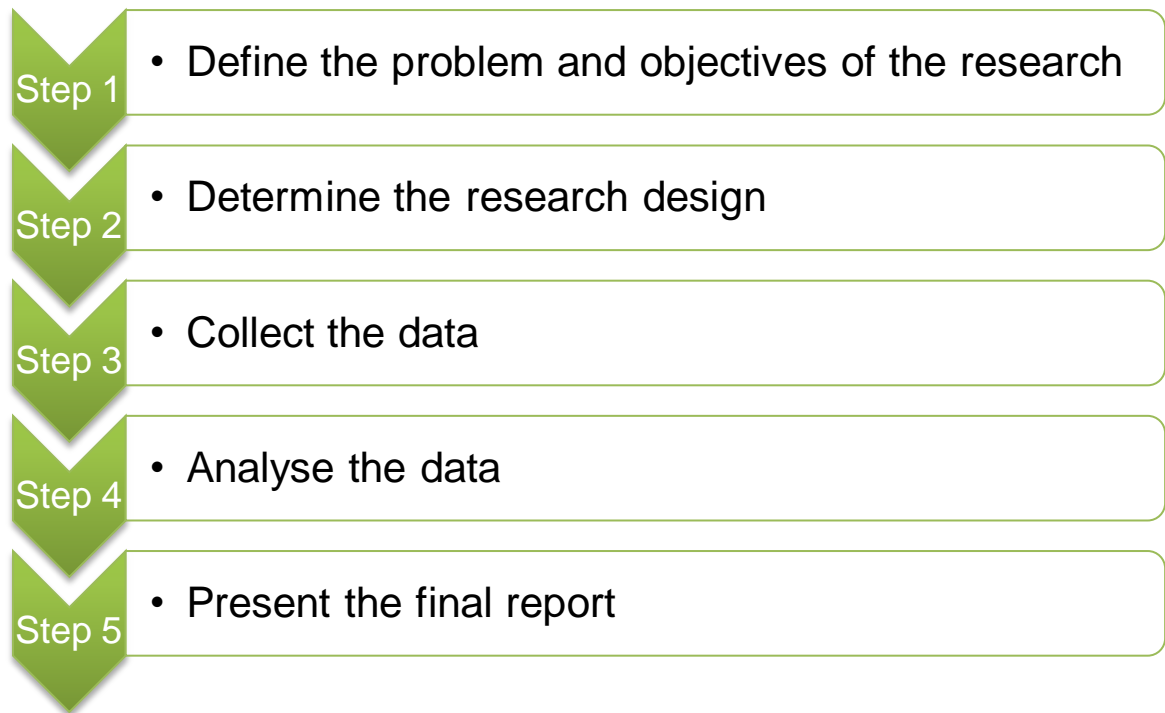 Step 1
• Define the problem and objectives of the research
Step 2
• Determine the research design
Step 3
• Collect the data
Step 4
• Analyse the data
Step 5
• Present the final report